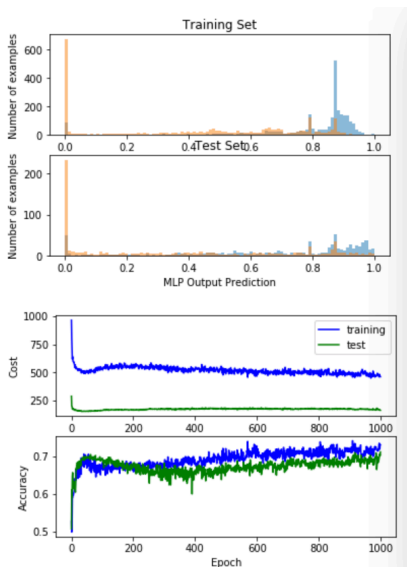 Training Set
Number of examples
600
400
200
0
0.0 0.2 0.4 0.6 0.8 1.0
Test Set
Number of examples
200
100
0
0.0 0.2 0.4 0.6 0.8 1.0
MLP Output Prediction
Cost
1000
750
500
250
training
test
0 200 400 600 800 1000
Accuracy
0.7
0.6
0.5
0 200 400 600 800 1000
Epoch